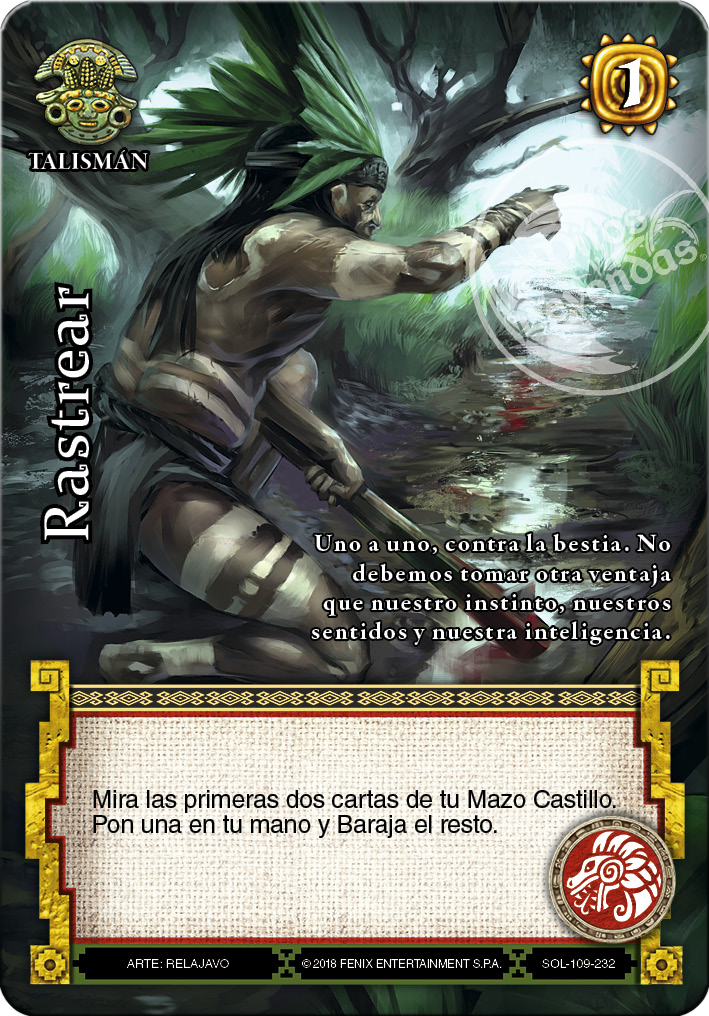 TALISMÁN
1
Mitos
Leyendas
Rastrear
Uno a uno, contra la bestia. No
debemos tomar otra ventaja
que nuestro instinto, nuestros
sentidos y nuestra inteligencia.
Mira las primeras dos cartas de tu Mazo Castillo.
Pon una en tu mano y Baraja el resto.
ARTE: RELAJAVO
©2018 FENIX ENTERTAINMENT S.P.A.
SOL-109-232